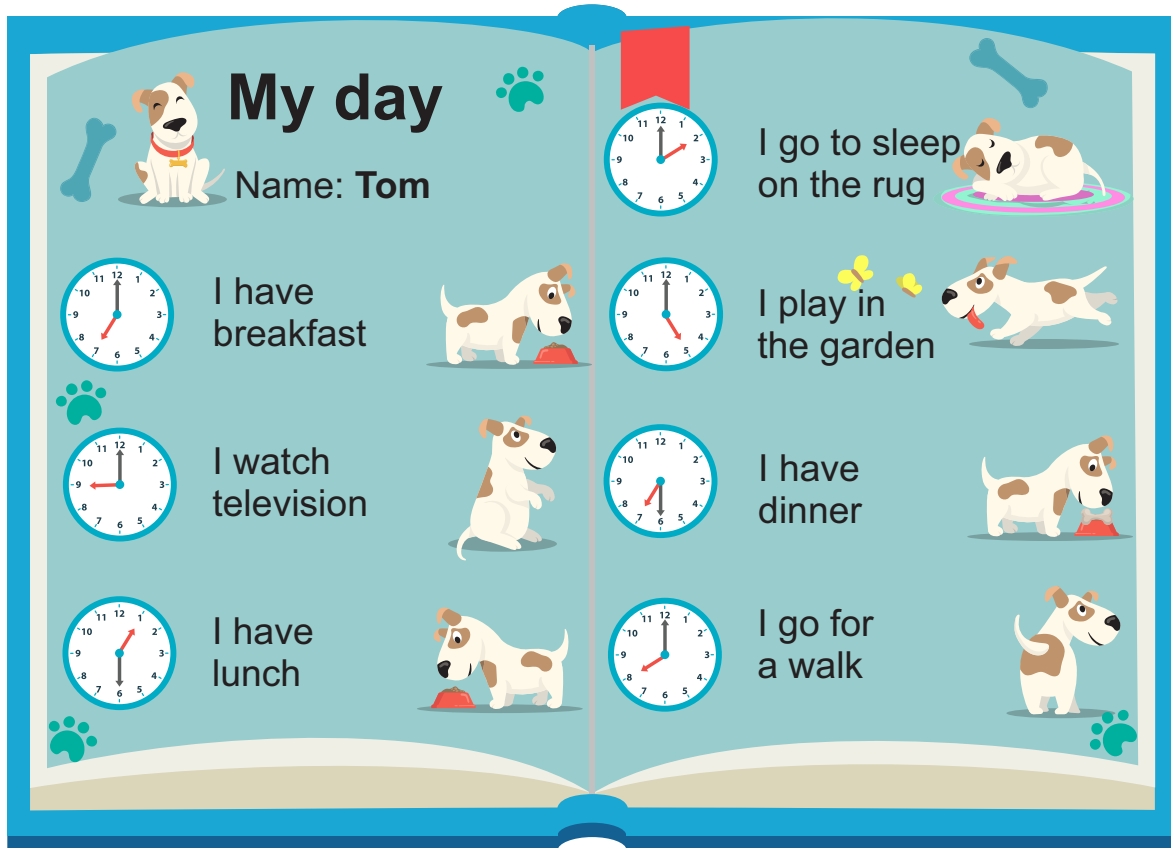 My day
Name: Tom
I have
breakfast
I watch
television
I have
lunch
I go to sleep
on the rug
I play in
the garden
I have
dinner
I go for
a walk